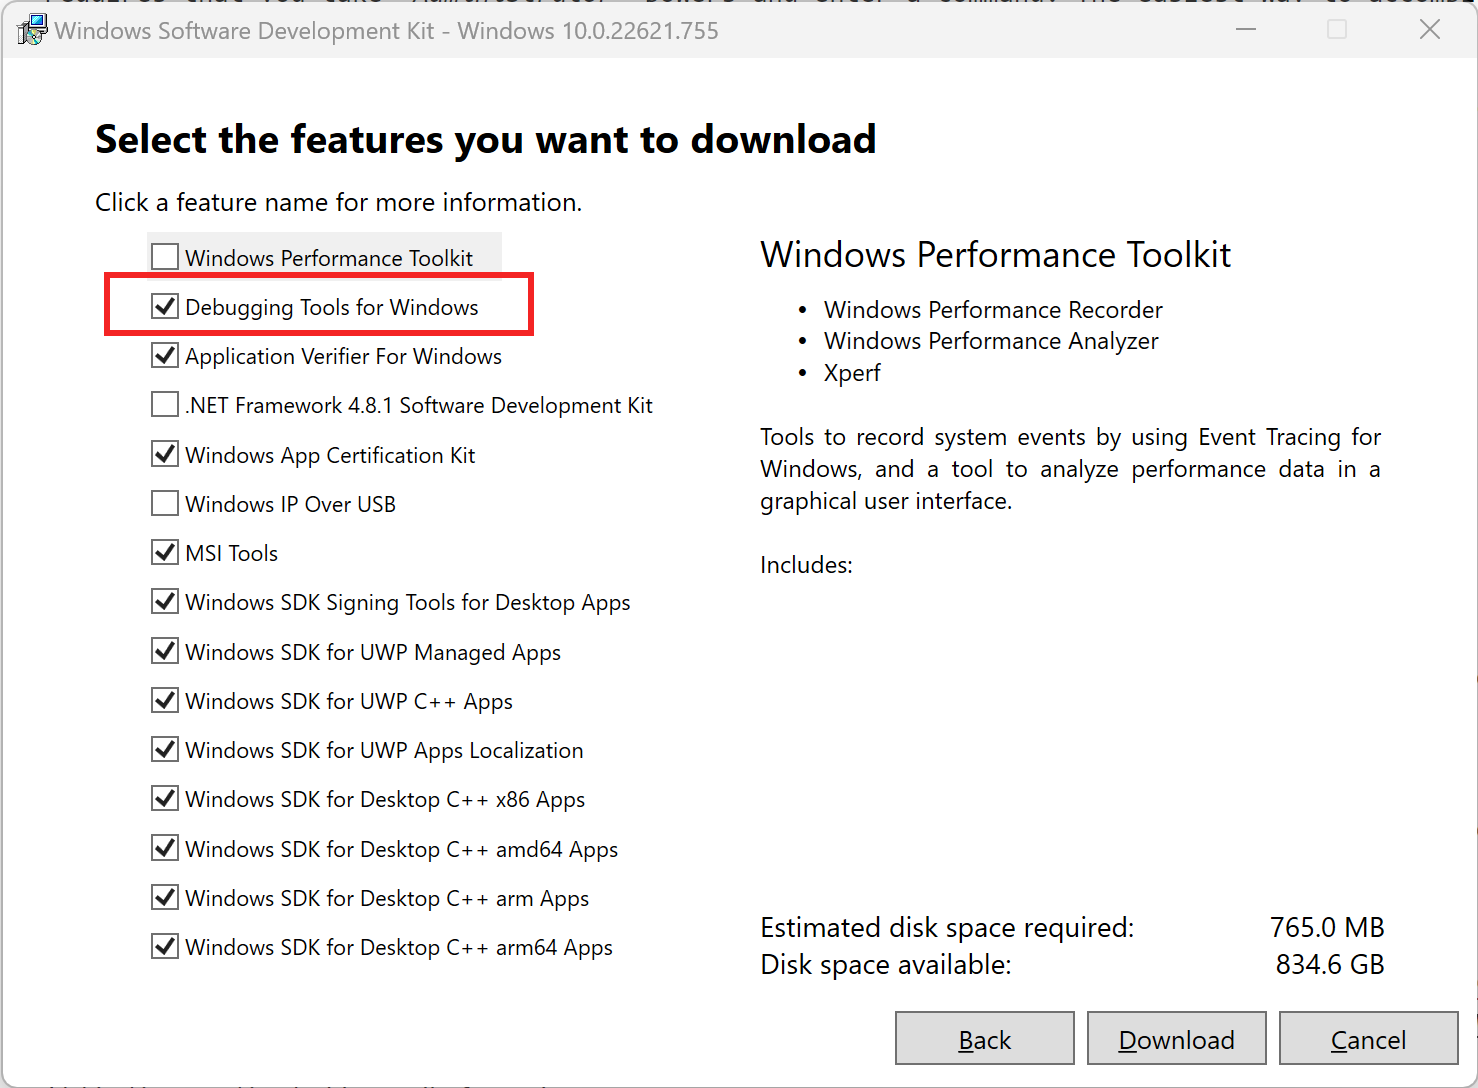 Windows Software Development Kit - Windows 10.0.22621.755
Select the features you want to download
Click a feature name for more information.
Windows Performance Toolkit
Debugging Tools for Windows
Application Verifier For Windows
.NET Framework 4.8.1 Software Development Kit
Windows App Certification Kit
Windows IP Over USB
MSI Tools
Windows SDK Signing Tools for Desktop Apps
Windows SDK for UWP Managed Apps
Windows SDK for UWP C++ Apps
Windows SDK for UWP Apps Localization
Windows SDK for Desktop C++ x86 Apps
Windows SDK for Desktop C++ amd64 Apps
Windows SDK for Desktop C++ arm Apps
Windows SDK for Desktop C++ arm64 Apps
Windows Performance Toolkit
• Windows Performance Recorder
• Windows Performance Analyzer
• Xperf
Tools to record system events by using Event Tracing for
Windows, and a tool to analyze performance data in a
graphical user interface.
Includes:
Estimated disk space required: 765.0 MB
Disk space available: 834.6 GB
Back Download Cancel